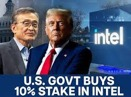 intel
U.S. GOVT BUYS
10% STAKE IN INTEL